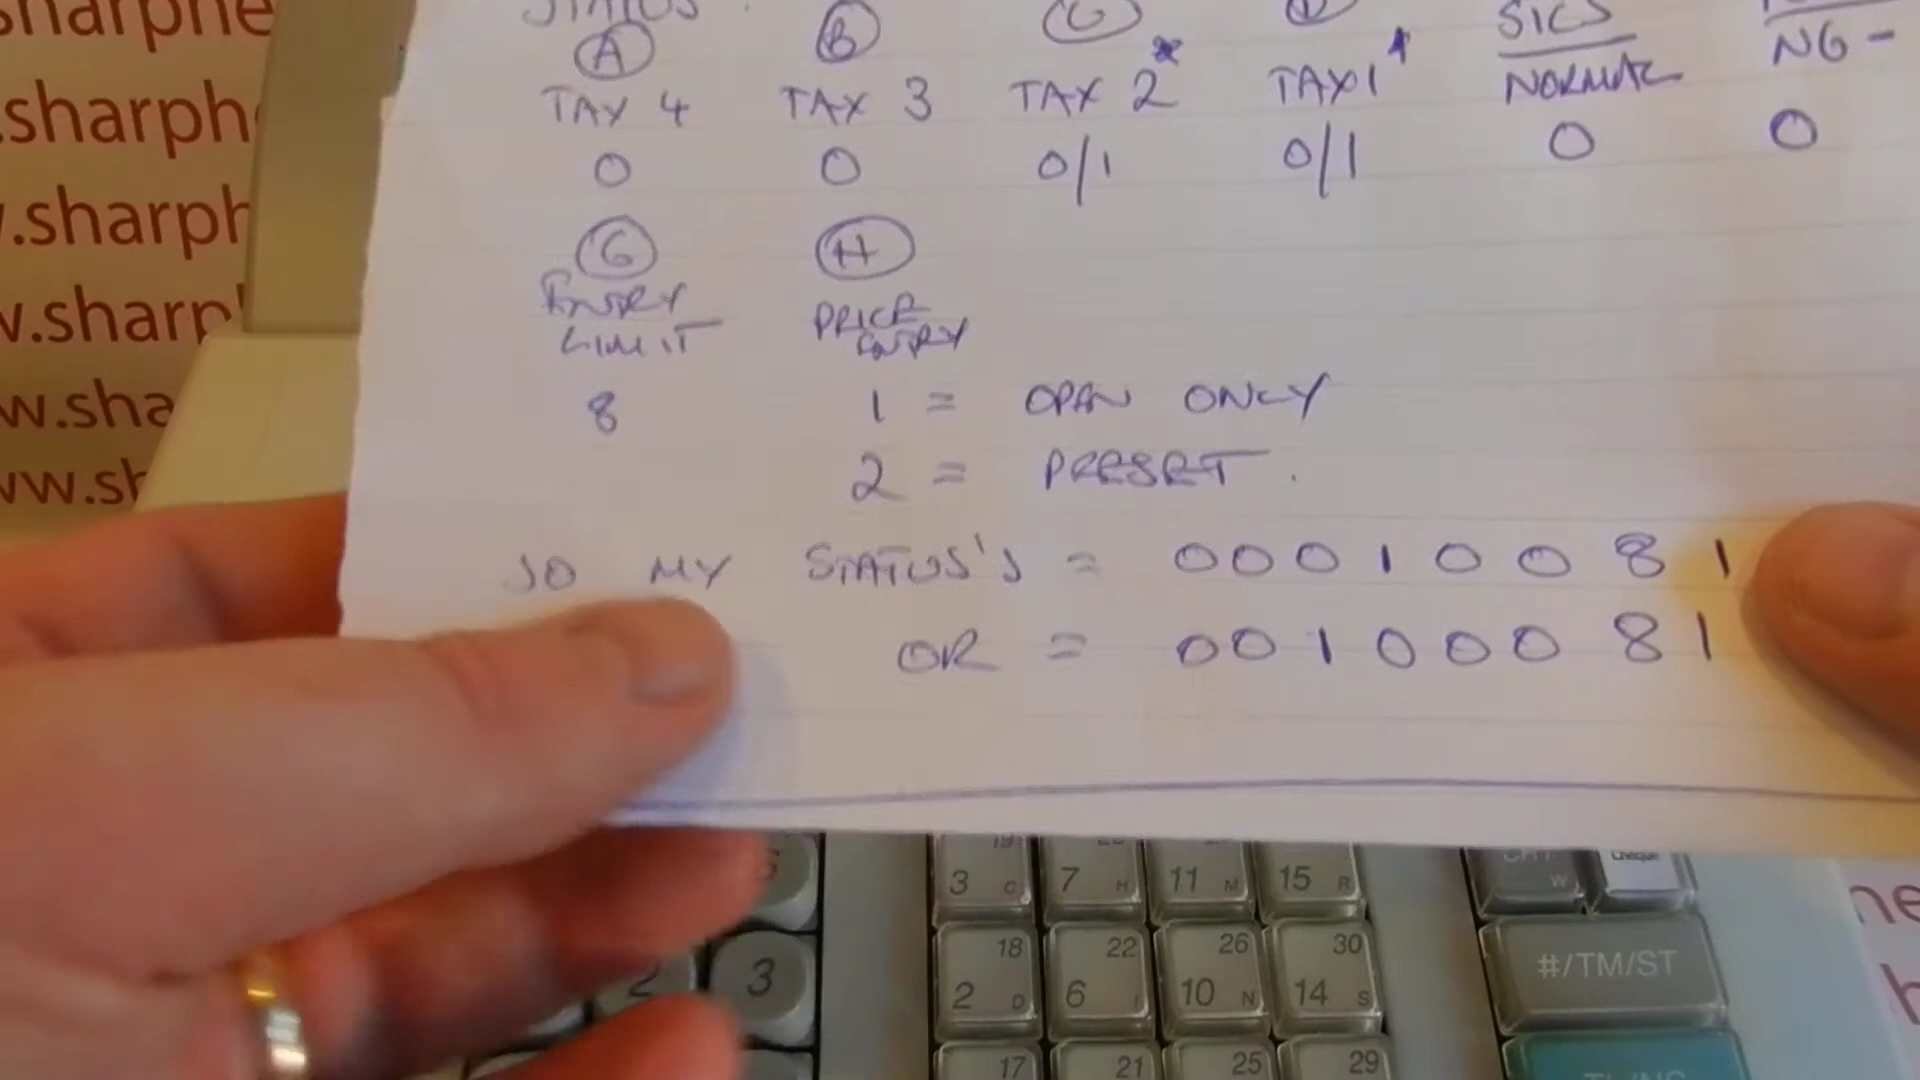 STATUS
A B C D SICS
TAX 4 TAX 3 TAX 2* TAX 1* NORMAL NG -
0 0 0/1 0/1 0 0
G H
ENTRY LIMIT PRICE ENTRY
8 1 = OPEN ONLY
2 = PRESET.
SO MY STATUS'S = 0 0 0 1 0 0 8 1
OR = 0 0 1 0 0 0 8 1
sharphe
.sharph
.sharph
w.sharp
w.sha
ww.sh
3 C 7 H 11 M 15 R
W
Cheque
18 22 26 30
2 D 6 I 10 N 14 S
#/TM/ST
17 21 25 29
2 3
TL/NS